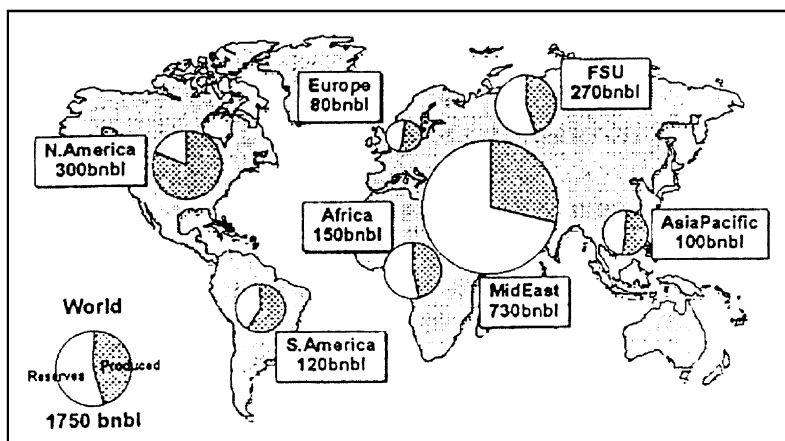 Europe
80bnbl
FSU
270bnbl
N.America
300bnbl
Africa
150bnbl
AsiaPacific
100bnbl
MidEast
730bnbl
S.America
120bnbl
World
Reserves
Produced
1750 bnbl